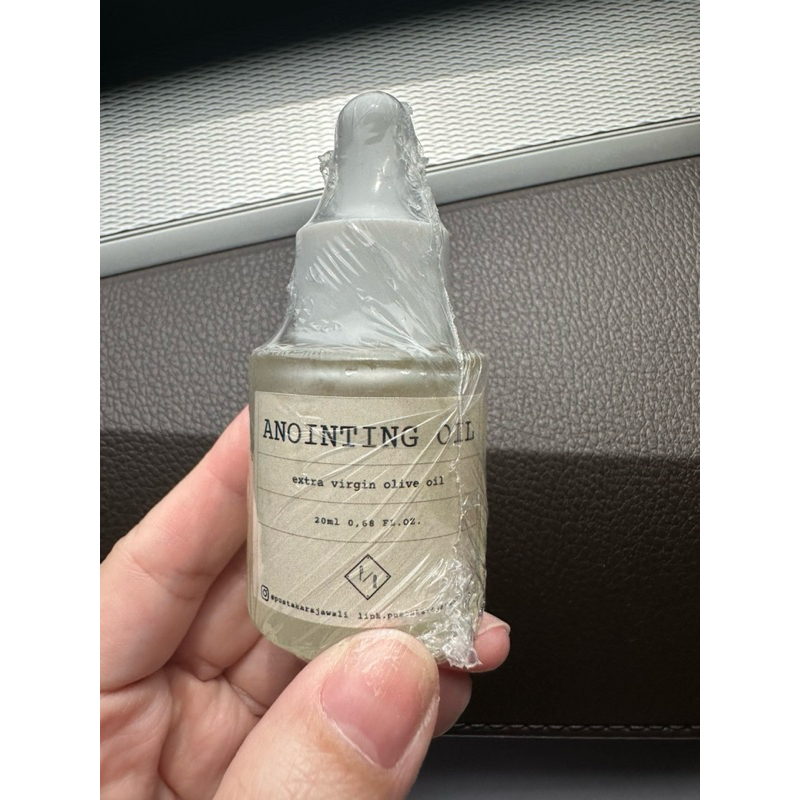 ANOINTING OIL
extra virgin olive oil
20ml 0,68 FL.OZ.
P/K
@pustakarajawali